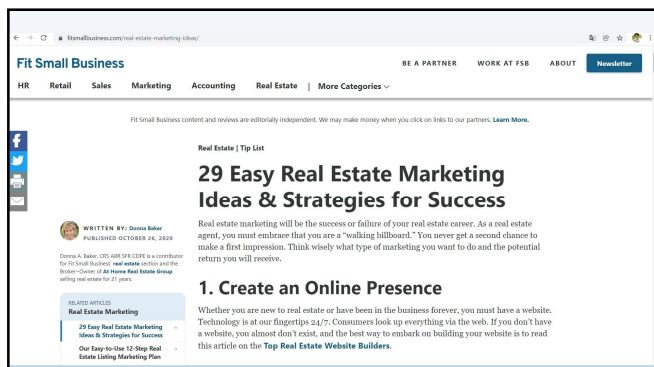 fitsmallbusiness.com/real-estate-marketing-ideas/
Fit Small Business
BE A PARTNER WORK AT FSB ABOUT Newsletter
HR Retail Sales Marketing Accounting Real Estate | More Categories
Fit Small Business content and reviews are editorially independent. We may make money when you click on links to our partners. Learn More.
Real Estate | Tip List
29 Easy Real Estate Marketing
Ideas & Strategies for Success
WRITTEN BY: Donna Baker
PUBLISHED OCTOBER 26, 2020
Donna A. Baker, CRS ABR SFR CDPE is a contributor
for Fit Small Business' real estate section and the
Broker–Owner of At Home Real Estate Group
selling real estate for 21 years.
RELATED ARTICLES
Real Estate Marketing
29 Easy Real Estate Marketing »
Ideas & Strategies for Success
Our Easy-to-Use 12-Step Real »
Estate Listing Marketing Plan
Real estate marketing will be the success or failure of your real estate career. As a real estate
agent, you must embrace that you are a “walking billboard.” You never get a second chance to
make a first impression. Think wisely what type of marketing you want to do and the potential
return you will receive.
1. Create an Online Presence
Whether you are new to real estate or have been in the business forever, you must have a website.
Technology is at our fingertips 24/7. Consumers look up everything via the web. If you don’t have
a website, you almost don’t exist, and the best way to embark on building your website is to read
this article on the Top Real Estate Website Builders.